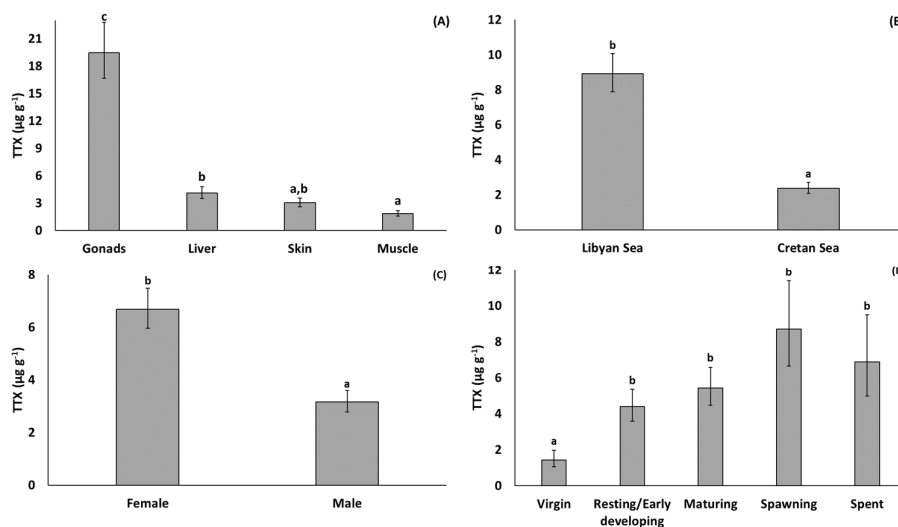 (A)
TTX (µg g⁻¹)
21
18
15
12
9
6
3
0
c
b
a,b
a
Gonads Liver Skin Muscle
(B
TTX (µg g⁻¹)
12
10
8
6
4
2
0
b
a
Libyan Sea Cretan Sea
(C)
TTX (µg g⁻¹)
8
6
4
2
0
b
a
Female Male
TTX (µg g⁻¹)
12
10
8
6
4
2
0
a
b
b
b
b
Virgin Resting/Early Maturing Spawning Spent
developing